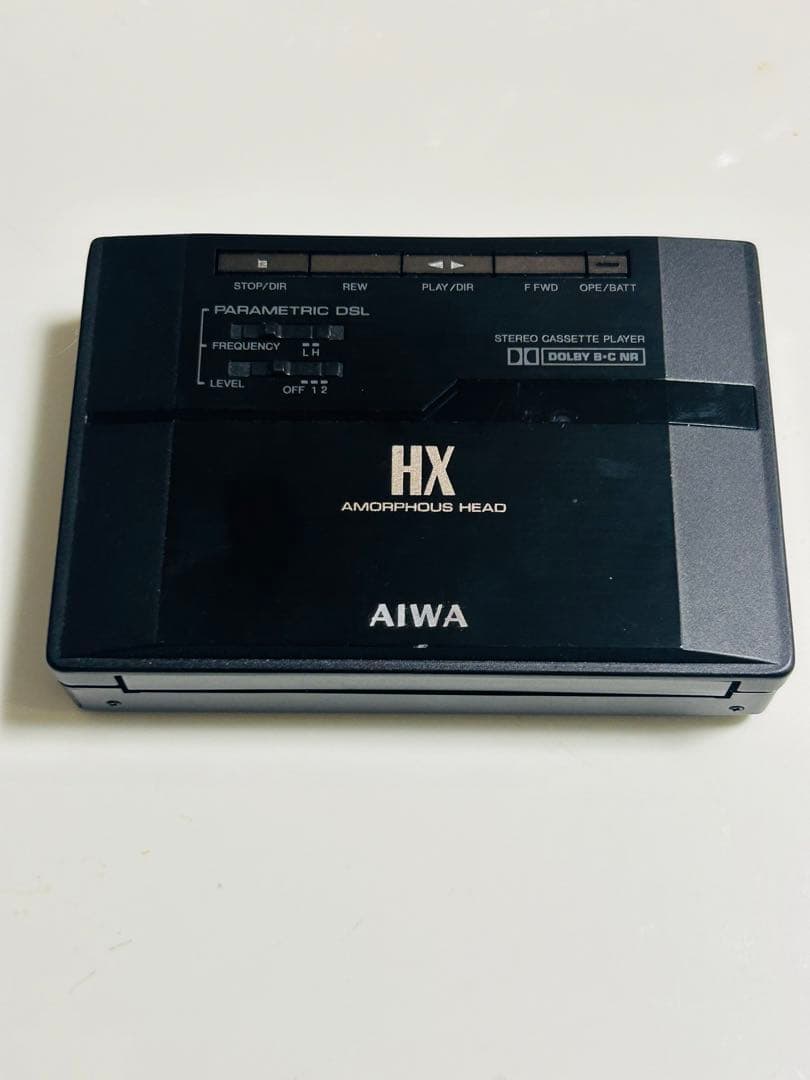 STOP/DIR REW PLAY/DIR F FWD OPE/BATT
PARAMETRIC DSL
FREQUENCY L H
LEVEL OFF 1 2
STEREO CASSETTE PLAYER
DOLBY B•C NR
HX
AMORPHOUS HEAD
AIWA